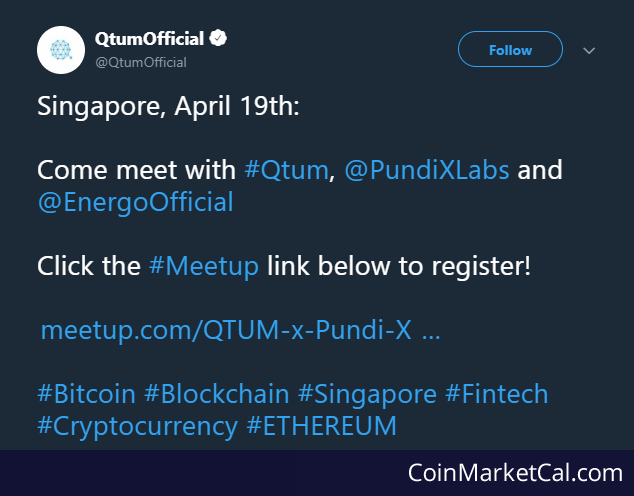 QtumOfficial
@QtumOfficial
Follow
Singapore, April 19th:
Come meet with #Qtum, @PundiXLabs and
@EnergoOfficial
Click the #Meetup link below to register!
meetup.com/QTUM-x-Pundi-X ...
#Bitcoin #Blockchain #Singapore #Fintech
#Cryptocurrency #ETHEREUM
CoinMarketCal.com